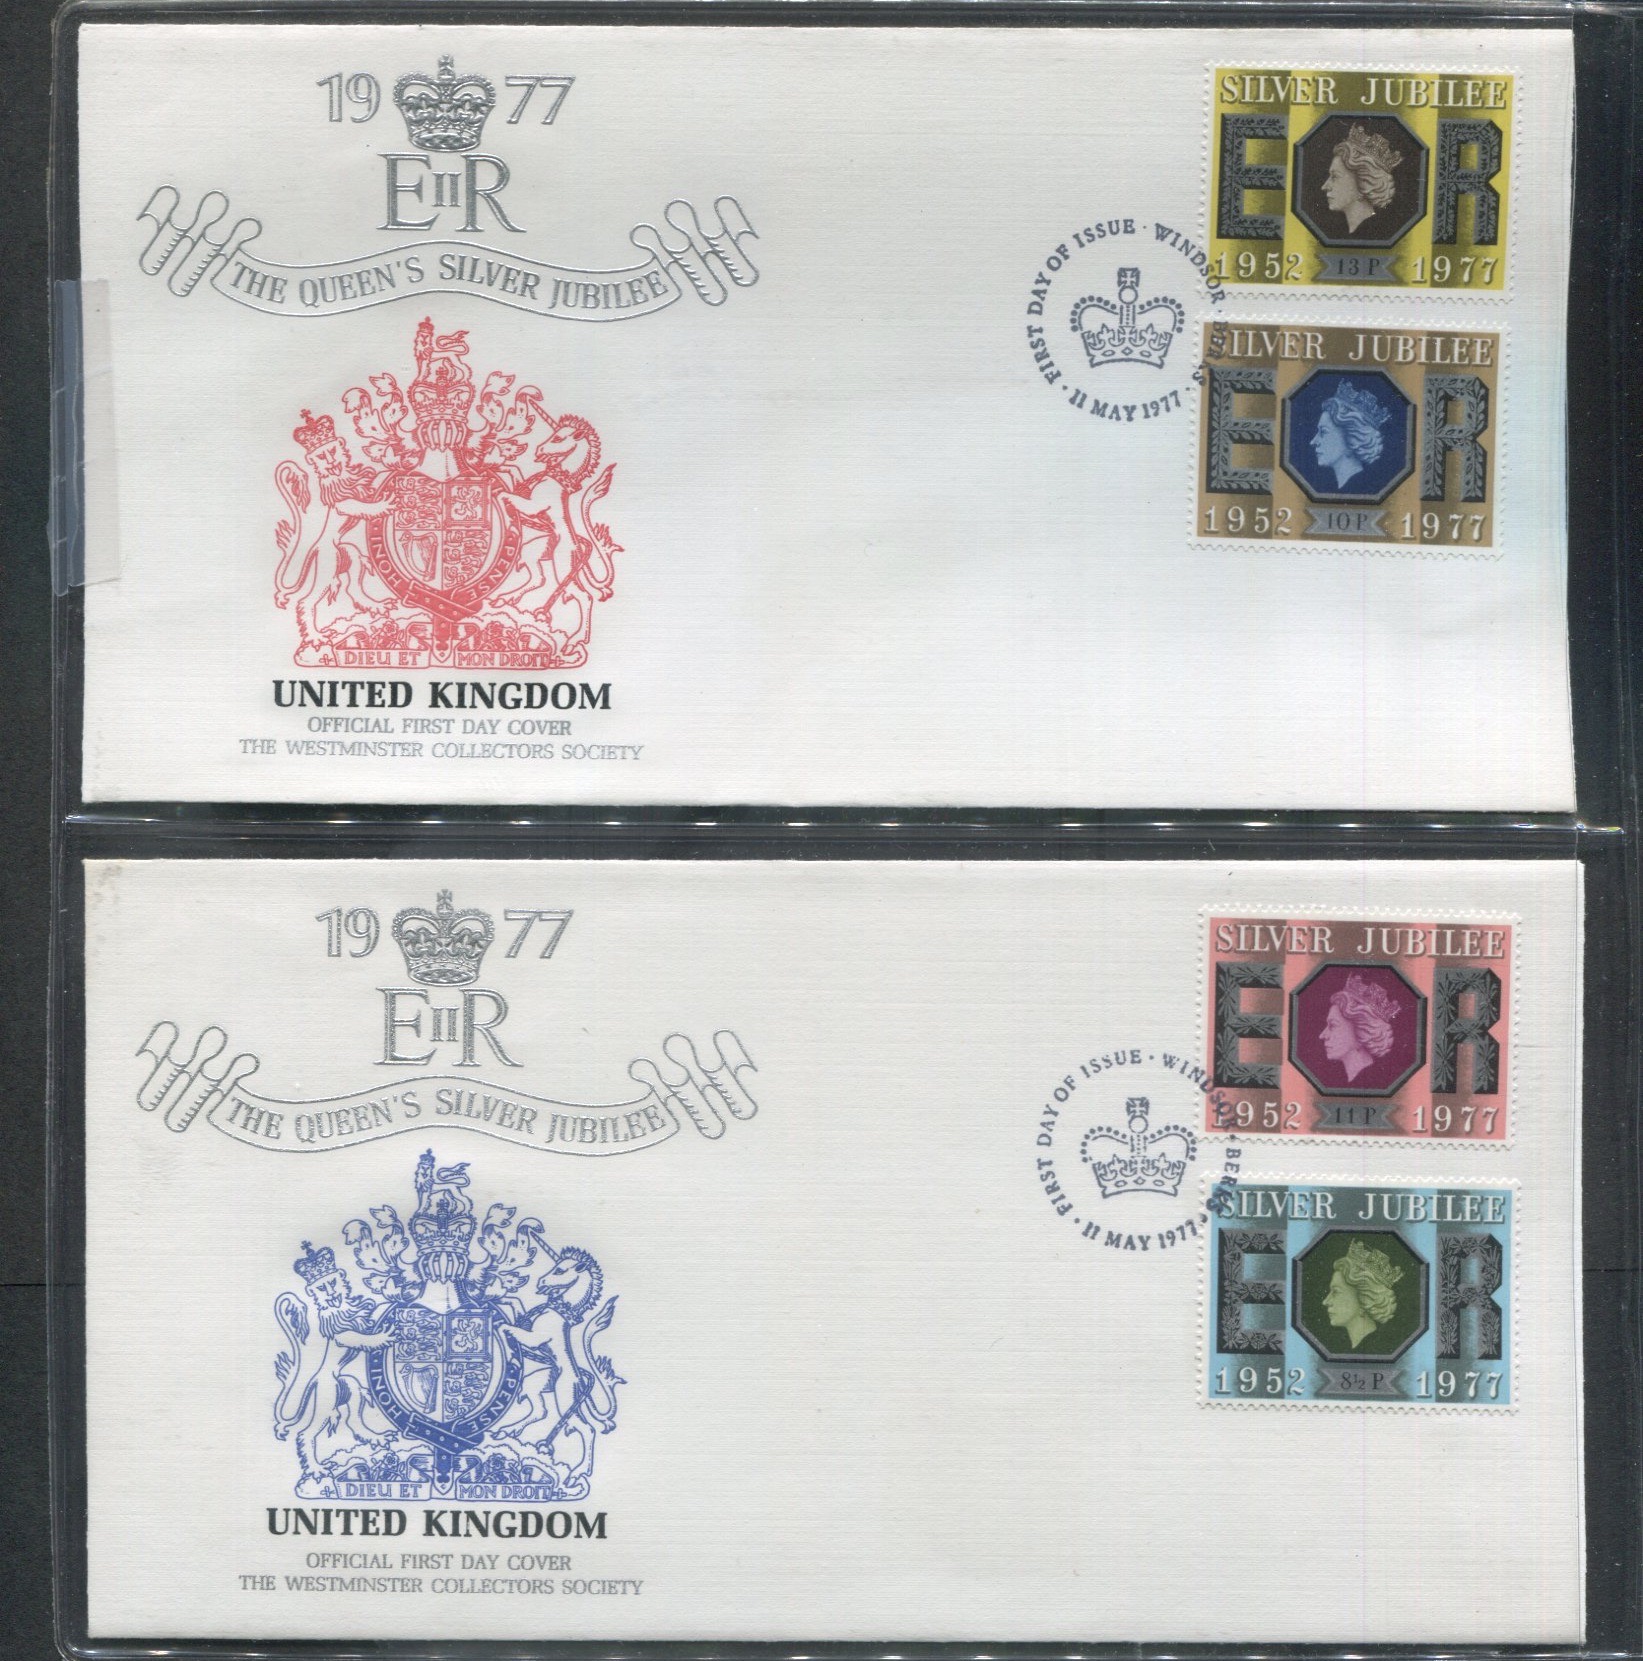 19 77
EIIR
THE QUEEN'S SILVER JUBILEE
HONI
PENSE
DIEU ET MON DROIT
UNITED KINGDOM
OFFICIAL FIRST DAY COVER
THE WESTMINSTER COLLECTORS SOCIETY
· FIRST DAY OF ISSUE · WINDSOR · BERKS ·
11 MAY 1977
SILVER JUBILEE
E R
1952 13P 1977
SILVER JUBILEE
E R
1952 10P 1977
19 77
EIIR
THE QUEEN'S SILVER JUBILEE
HONI
PENSE
DIEU ET MON DROIT
UNITED KINGDOM
OFFICIAL FIRST DAY COVER
THE WESTMINSTER COLLECTORS SOCIETY
· FIRST DAY OF ISSUE · WINDSOR · BERKS ·
11 MAY 1977
SILVER JUBILEE
E R
1952 11P 1977
SILVER JUBILEE
E R
1952 8½P 1977